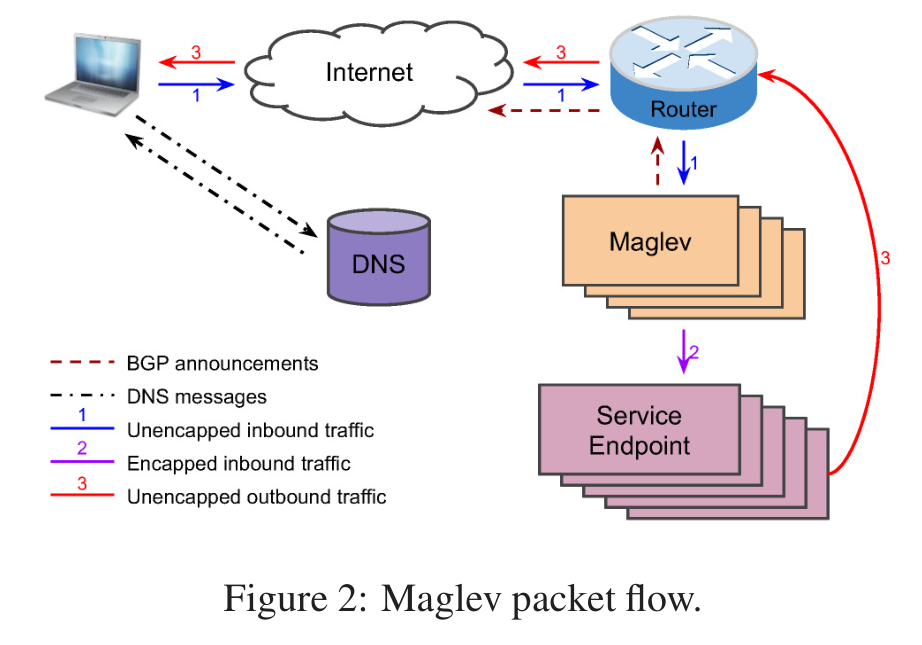 3
1
Internet
3
1
Router
1
Maglev
DNS
3
2
Service
Endpoint
BGP announcements
DNS messages
1
Unencapped inbound traffic
2
Encapped inbound traffic
3
Unencapped outbound traffic
Figure 2: Maglev packet flow.